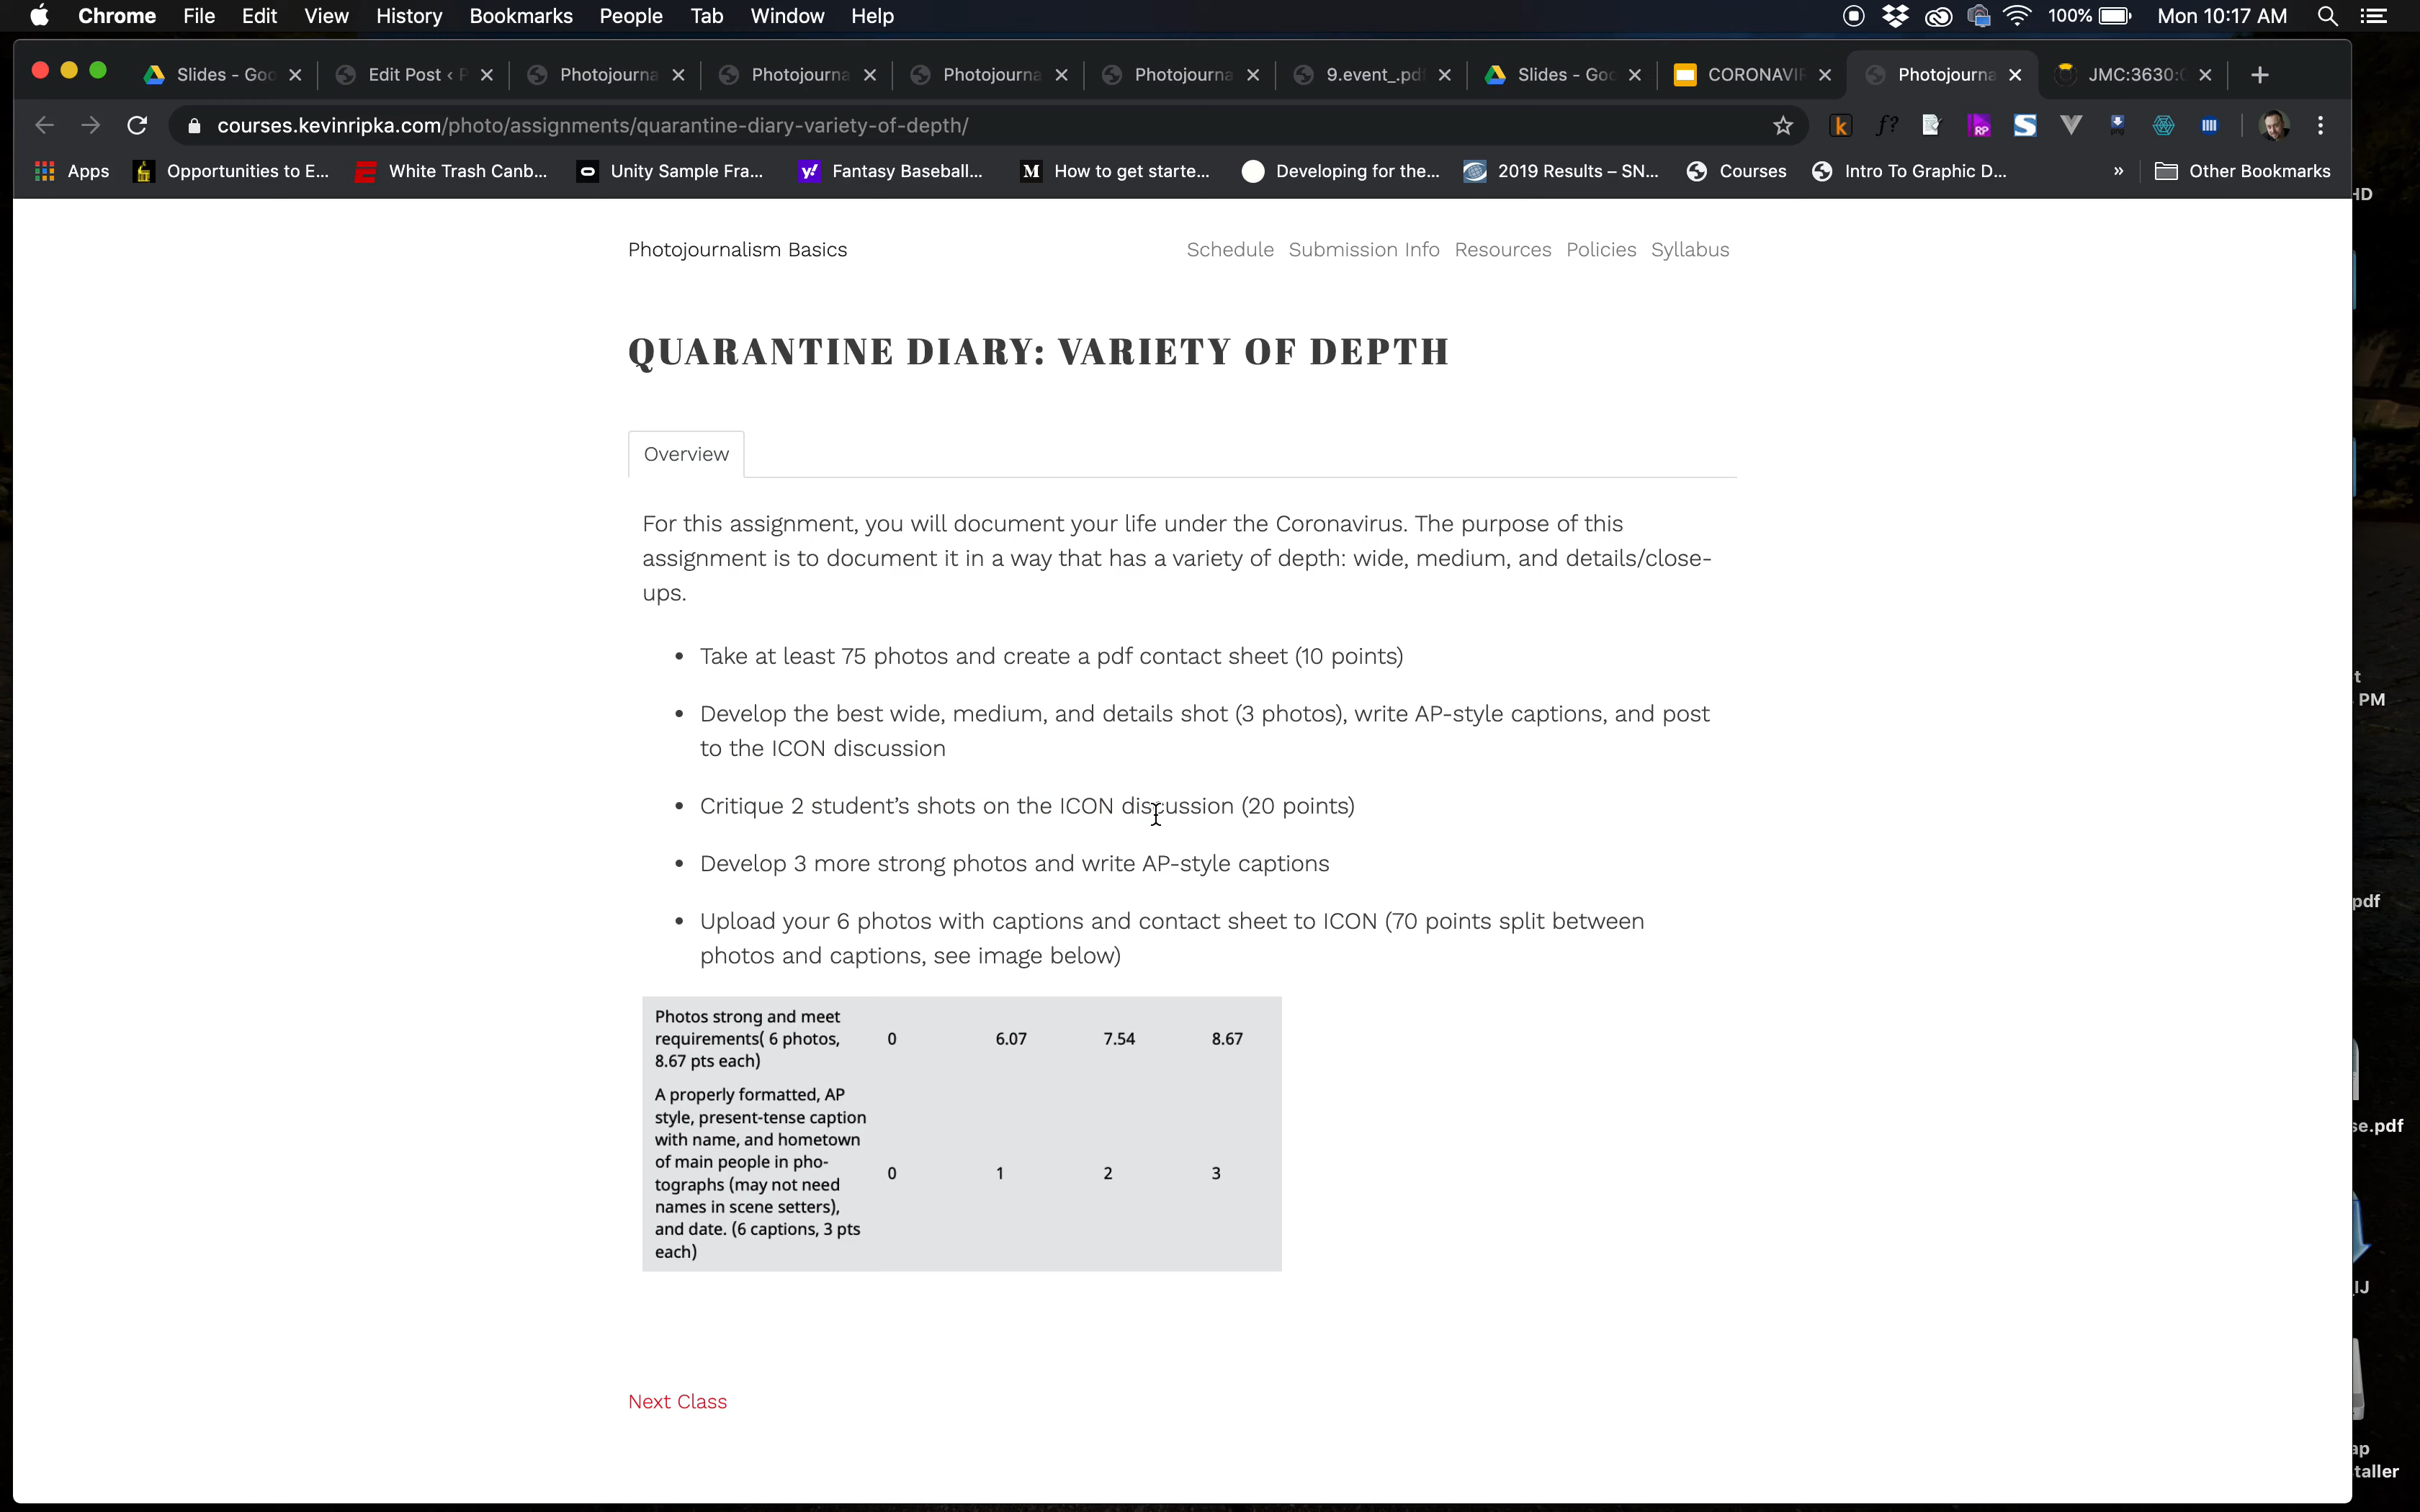 Chrome File Edit View History Bookmarks People Tab Window Help 100% Mon 10:17 AM
Slides - Goo Edit Post ‹ P Photojourna Photojourna Photojourna Photojourna 9.event_.pdf Slides - Goo CORONAVIR Photojourna JMC:3630:0
courses.kevinripka.com/photo/assignments/quarantine-diary-variety-of-depth/
Apps Opportunities to E... White Trash Canb... Unity Sample Fra... Fantasy Baseball... How to get starte... Developing for the... 2019 Results – SN... Courses Intro To Graphic D... » Other Bookmarks
HD
Photojournalism Basics Schedule Submission Info Resources Policies Syllabus
QUARANTINE DIARY: VARIETY OF DEPTH
Overview
For this assignment, you will document your life under the Coronavirus. The purpose of this
assignment is to document it in a way that has a variety of depth: wide, medium, and details/close-
ups.
• Take at least 75 photos and create a pdf contact sheet (10 points)
• Develop the best wide, medium, and details shot (3 photos), write AP-style captions, and post
to the ICON discussion
• Critique 2 student's shots on the ICON discussion (20 points)
• Develop 3 more strong photos and write AP-style captions
• Upload your 6 photos with captions and contact sheet to ICON (70 points split between
photos and captions, see image below)
Photos strong and meet
requirements( 6 photos, 0 6.07 7.54 8.67
8.67 pts each)
A properly formatted, AP
style, present-tense caption
with name, and hometown
of main people in pho-
tographs (may not need 0 1 2 3
names in scene setters),
and date. (6 captions, 3 pts
each)
Next Class
t
PM
pdf
se.pdf
IJ
ap
taller